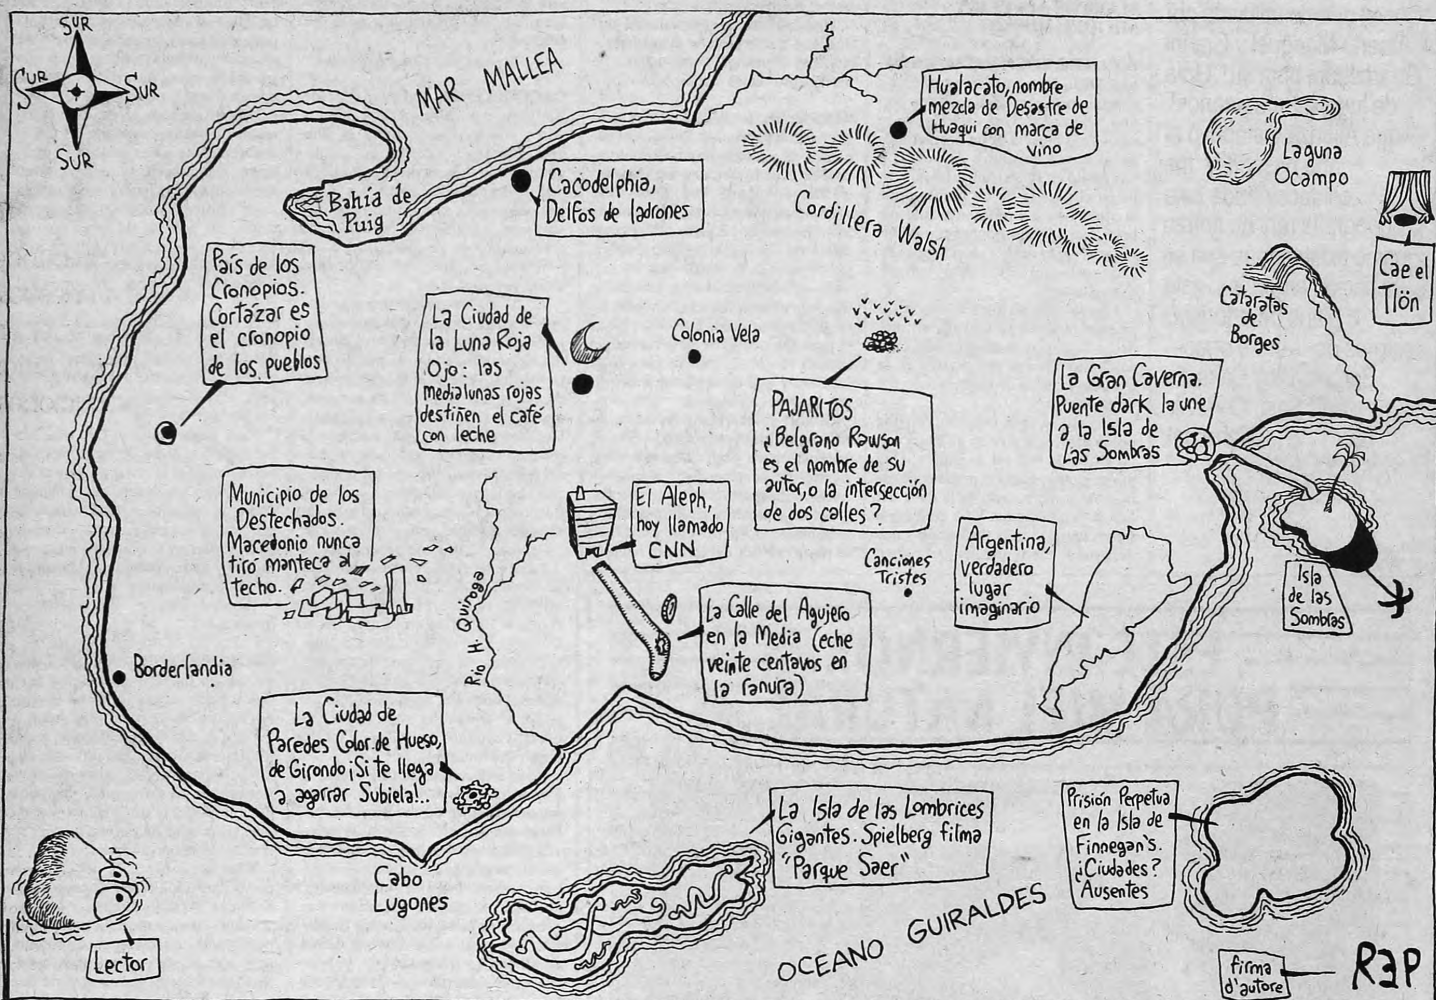 SUR
SUR
SUR
SUR
MAR MALLEA
Hualacato, nombre
mezcla de Desastre de
Huaqui con marca de
vino
Laguna
Ocampo
Bahía de
Puig
Cacodelphia,
Delfos de ladrones
Cordillera Walsh
Cae el
Tlön
País de los
Cronopios.
Cortázar es
el cronopio
de los pueblos
La Ciudad de
la Luna Roja
Ojo: las
medialunas rojas
destiñen el café
con leche
Colonia Vela
Cataratas
de
Borges
PAJARITOS
¿Belgrano Rawson
es el nombre de su
autor, o la intersección
de dos calles?
La Gran Caverna.
Puente dark la une
a la Isla de
Las Sombras
Municipio de los
Destechados.
Macedonio nunca
tiró manteca al
techo.
El Aleph,
hoy llamado
CNN
Canciones
Tristes
Argentina,
verdadero
lugar
imaginario
Isla
de las
Sombras
Río H. Quiroga
La Calle del Agujero
en la Media (eche
veinte centavos en
la ranura)
Borderlandia
La Ciudad de
Paredes Color de Hueso,
de Girondo ¡Si te llega
a agarrar Subiela!..
La Isla de las Lombrices
Gigantes. Spielberg filma
"Parque Saer"
Prisión Perpetua
en la Isla de
Finnegan's.
¿Ciudades?
Ausentes
Cabo
Lugones
OCEANO GUIRALDES
Lector
firma
d'autore
REP